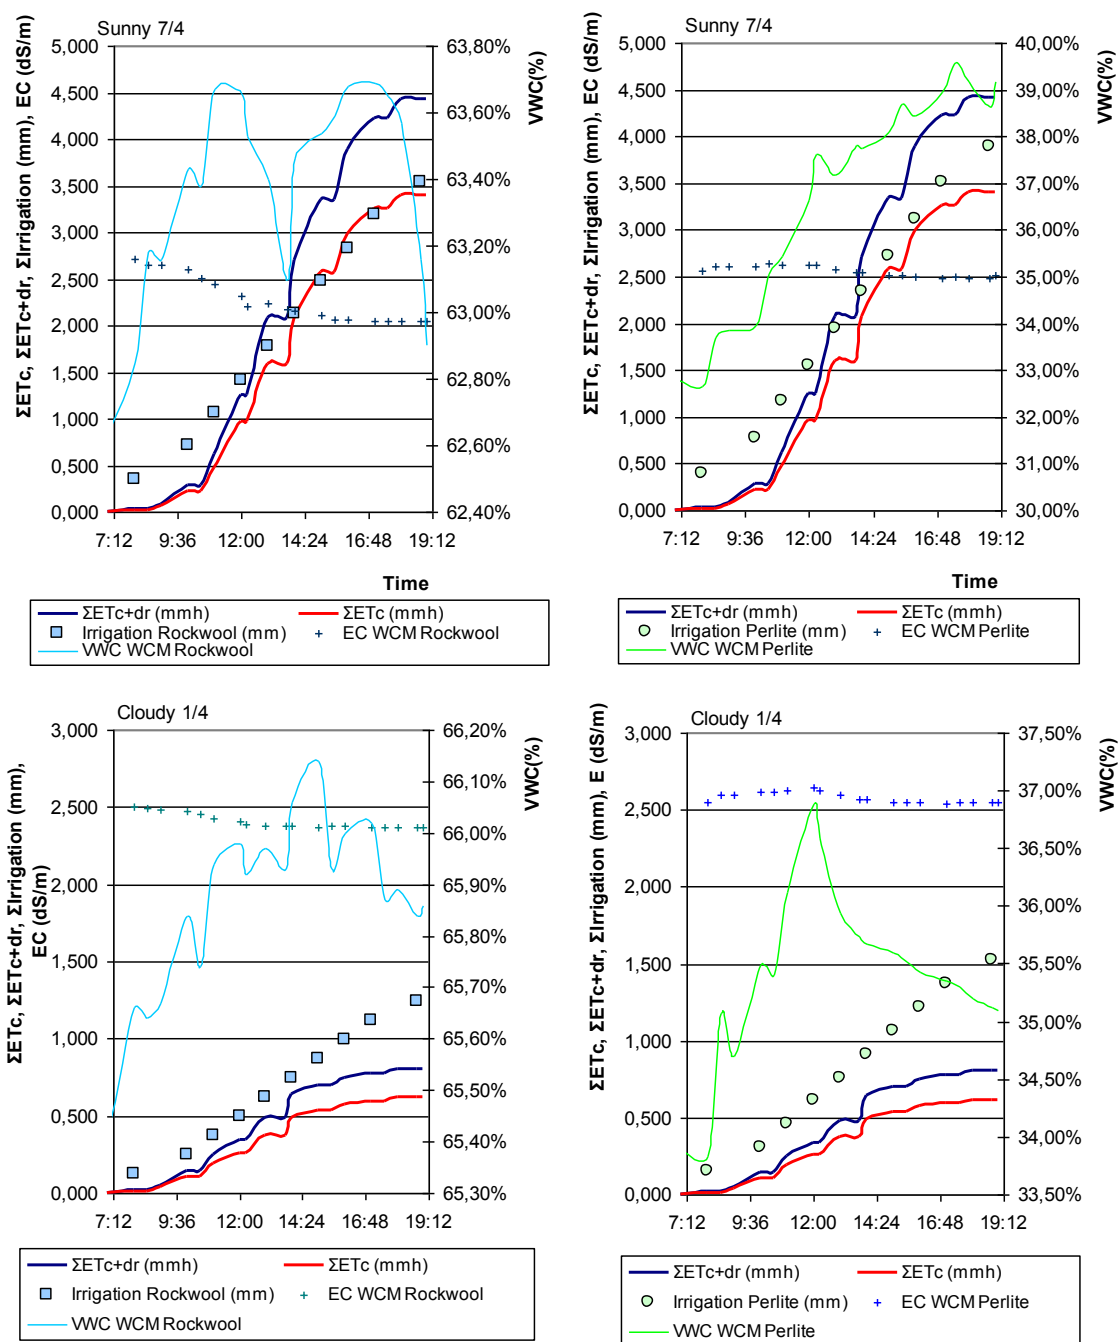 Sunny 7/4
ΣETc, ΣETc+dr, ΣIrrigation (mm), EC (dS/m)
5,000
4,500
4,000
3,500
3,000
2,500
2,000
1,500
1,000
0,500
0,000
63,80%
63,60%
63,40%
63,20%
63,00%
62,80%
62,60%
62,40%
VWC(%)
7:12 9:36 12:00 14:24 16:48 19:12
Time
ΣETc+dr (mmh) ΣETc (mmh)
Irrigation Rockwool (mm) EC WCM Rockwool
VWC WCM Rockwool
Sunny 7/4
ΣETc, ΣETc+dr, ΣIrrigation (mm), EC (dS/m)
5,000
4,500
4,000
3,500
3,000
2,500
2,000
1,500
1,000
0,500
0,000
40,00%
39,00%
38,00%
37,00%
36,00%
35,00%
34,00%
33,00%
32,00%
31,00%
30,00%
VWC(%)
7:12 9:36 12:00 14:24 16:48 19:12
Time
ΣETc+dr (mmh) ΣETc (mmh)
Irrigation Perlite (mm) EC WCM Perlite
VWC WCM Perlite
Cloudy 1/4
ΣETc, ΣETc+dr, ΣIrrigation (mm),
EC (dS/m)
3,000
2,500
2,000
1,500
1,000
0,500
0,000
66,20%
66,10%
66,00%
65,90%
65,80%
65,70%
65,60%
65,50%
65,40%
65,30%
VWC(%)
7:12 9:36 12:00 14:24 16:48 19:12
ΣETc+dr (mmh) ΣETc (mmh)
Irrigation Rockwool (mm) EC WCM Rockwool
VWC WCM Rockwool
Cloudy 1/4
ΣETc, ΣETc+dr, ΣIrrigation (mm), E (dS/m)
3,000
2,500
2,000
1,500
1,000
0,500
0,000
37,50%
37,00%
36,50%
36,00%
35,50%
35,00%
34,50%
34,00%
33,50%
VWC(%)
7:12 9:36 12:00 14:24 16:48 19:12
ΣETc+dr (mmh) ΣETc (mmh)
Irrigation Perlite (mm) EC WCM Perlite
VWC WCM Perlite